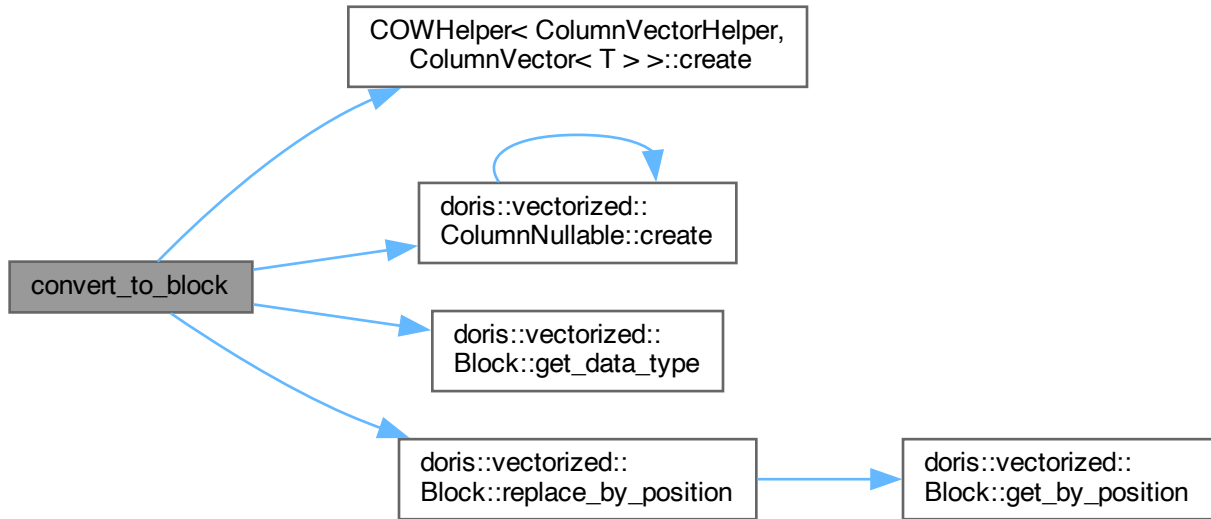 COWHelper< ColumnVectorHelper,
ColumnVector< T > >::create
doris::vectorized::
ColumnNullable::create
convert_to_block
doris::vectorized::
Block::get_data_type
doris::vectorized::
Block::replace_by_position
doris::vectorized::
Block::get_by_position